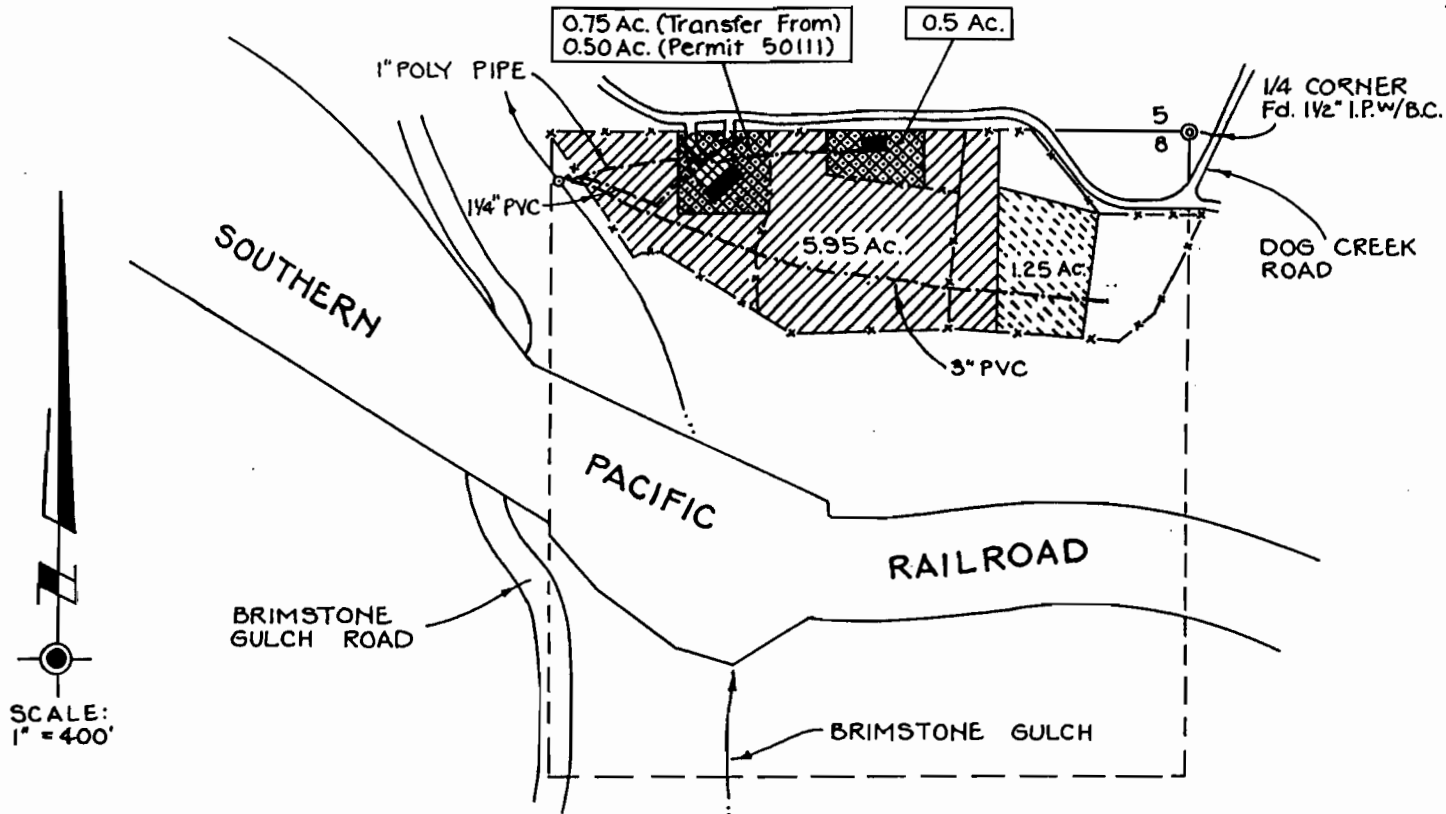 0.75 Ac. (Transfer From)
0.50 Ac. (Permit 50111)
0.5 Ac.
1" POLY PIPE
1/4 CORNER
Fd. 1½" I.P. W/B.C.
5
8
1¼" PVC
5.95 Ac.
1.25 Ac.
DOG CREEK
ROAD
3" PVC
SOUTHERN
PACIFIC
RAILROAD
BRIMSTONE
GULCH ROAD
BRIMSTONE GULCH
SCALE:
1" = 400'